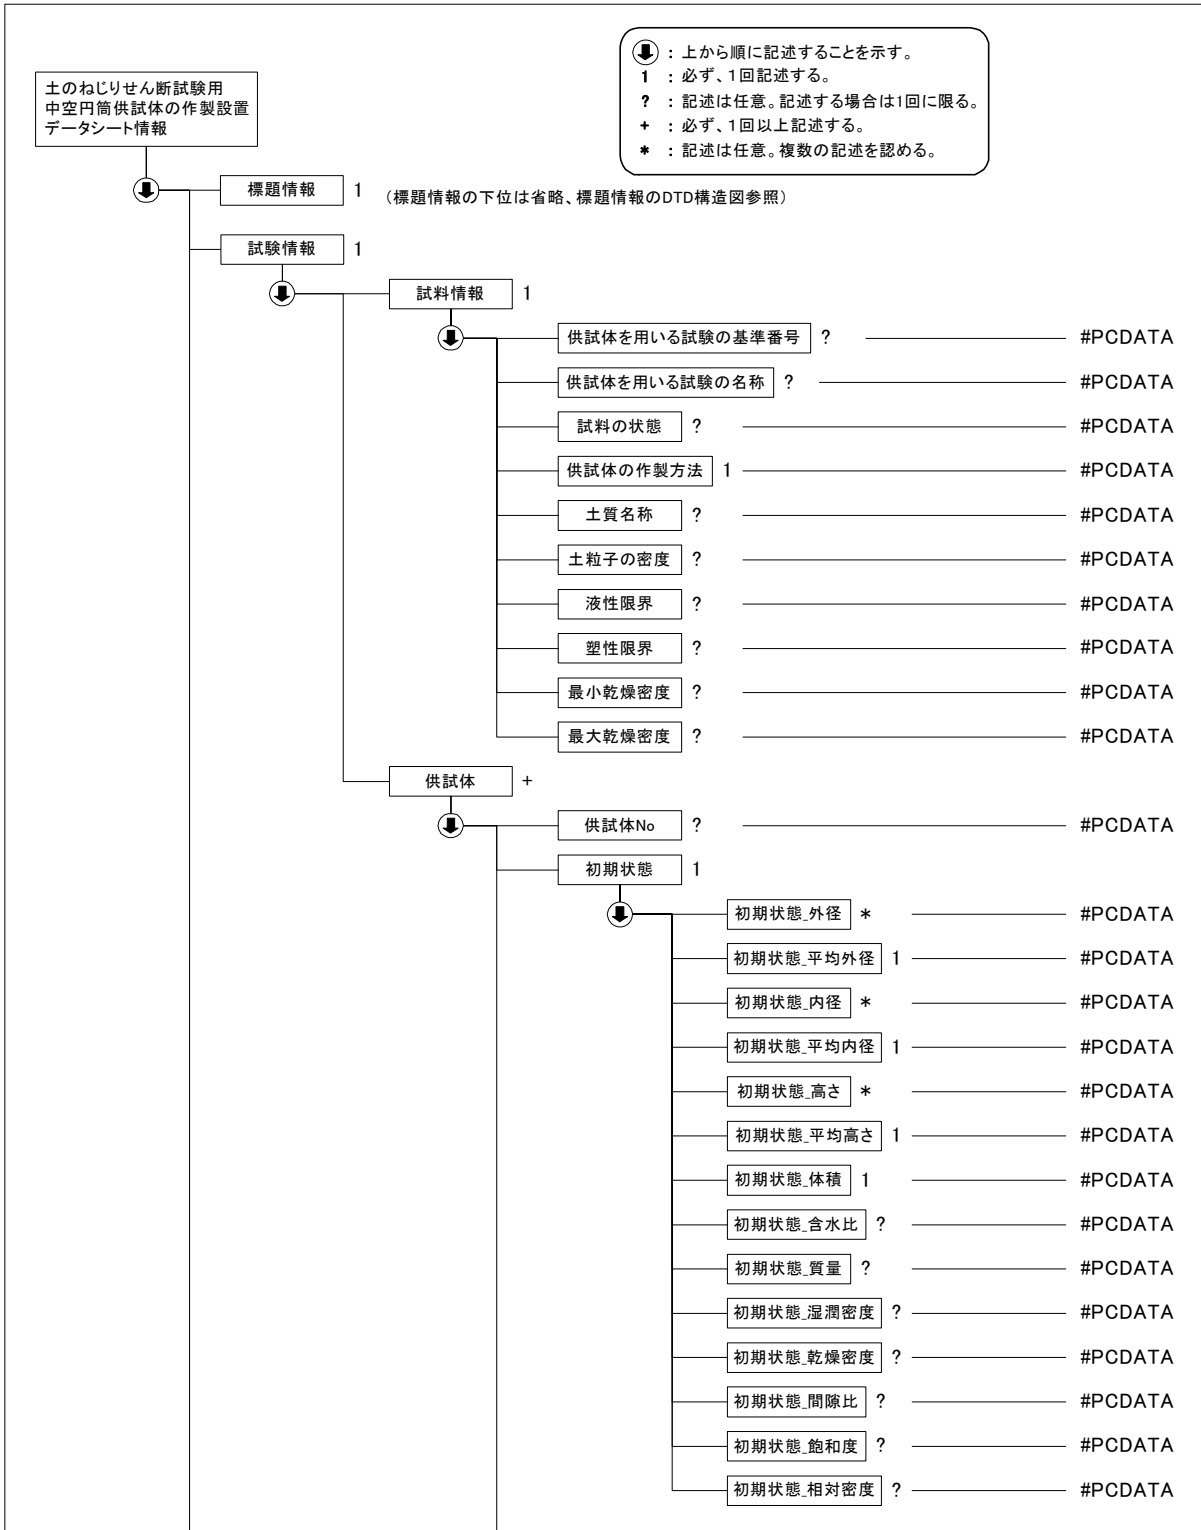 ： 上から順に記述することを示す。
1 ： 必ず、1回記述する。
? ： 記述は任意。記述する場合は1回に限る。
+ ： 必ず、1回以上記述する。
* ： 記述は任意。複数の記述を認める。
土のねじりせん断試験用
中空円筒供試体の作製設置
データシート情報
標題情報 1 （標題情報の下位は省略、標題情報のDTD構造図参照）
試験情報 1
試料情報 1
供試体を用いる試験の基準番号 ? #PCDATA
供試体を用いる試験の名称 ? #PCDATA
試料の状態 ? #PCDATA
供試体の作製方法 1 #PCDATA
土質名称 ? #PCDATA
土粒子の密度 ? #PCDATA
液性限界 ? #PCDATA
塑性限界 ? #PCDATA
最小乾燥密度 ? #PCDATA
最大乾燥密度 ? #PCDATA
供試体 +
供試体No ? #PCDATA
初期状態 1
初期状態_外径 * #PCDATA
初期状態_平均外径 1 #PCDATA
初期状態_内径 * #PCDATA
初期状態_平均内径 1 #PCDATA
初期状態_高さ * #PCDATA
初期状態_平均高さ 1 #PCDATA
初期状態_体積 1 #PCDATA
初期状態_含水比 ? #PCDATA
初期状態_質量 ? #PCDATA
初期状態_湿潤密度 ? #PCDATA
初期状態_乾燥密度 ? #PCDATA
初期状態_間隙比 ? #PCDATA
初期状態_飽和度 ? #PCDATA
初期状態_相対密度 ? #PCDATA